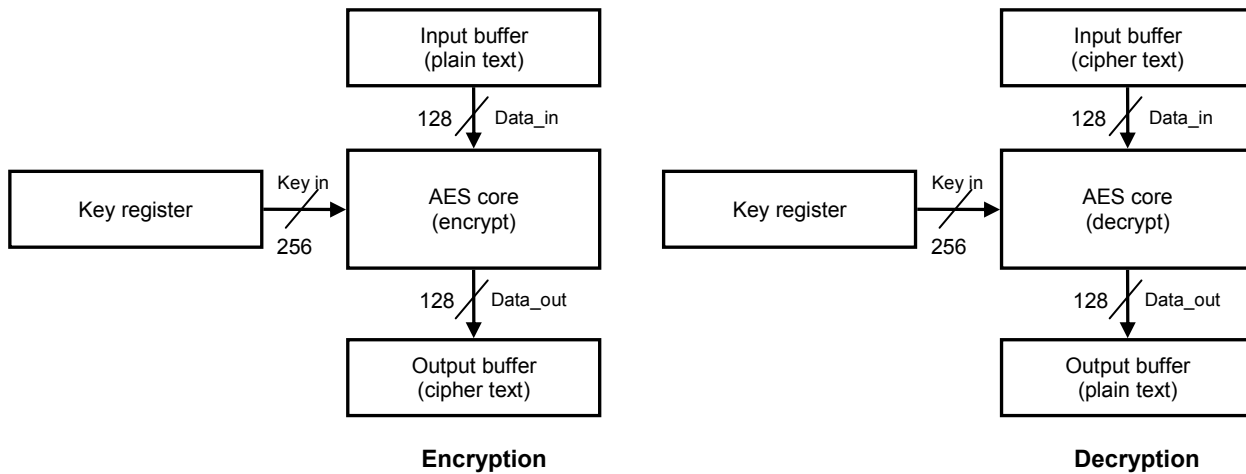 Input buffer
(plain text)
128 Data_in
Key register
Key in
256
AES core
(encrypt)
128 Data_out
Output buffer
(cipher text)
Encryption
Input buffer
(cipher text)
128 Data_in
Key register
Key in
256
AES core
(decrypt)
128 Data_out
Output buffer
(plain text)
Decryption